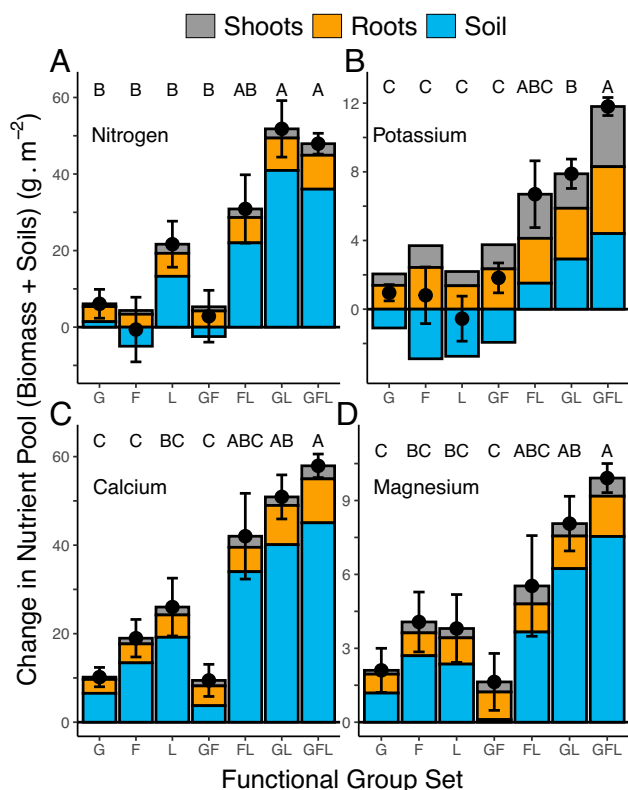 Shoots Roots Soil
A
B B B B AB A A
Nitrogen
60
40
20
0
G F L GF FL GL GFL
B
C C C C ABC B A
Potassium
12
8
4
0
G F L GF FL GL GFL
C
C C BC C ABC AB A
Calcium
60
40
20
0
G F L GF FL GL GFL
D
C BC BC C ABC AB A
Magnesium
9
6
3
0
G F L GF FL GL GFL
Change in Nutrient Pool (Biomass + Soils) (g . m⁻²)
Functional Group Set